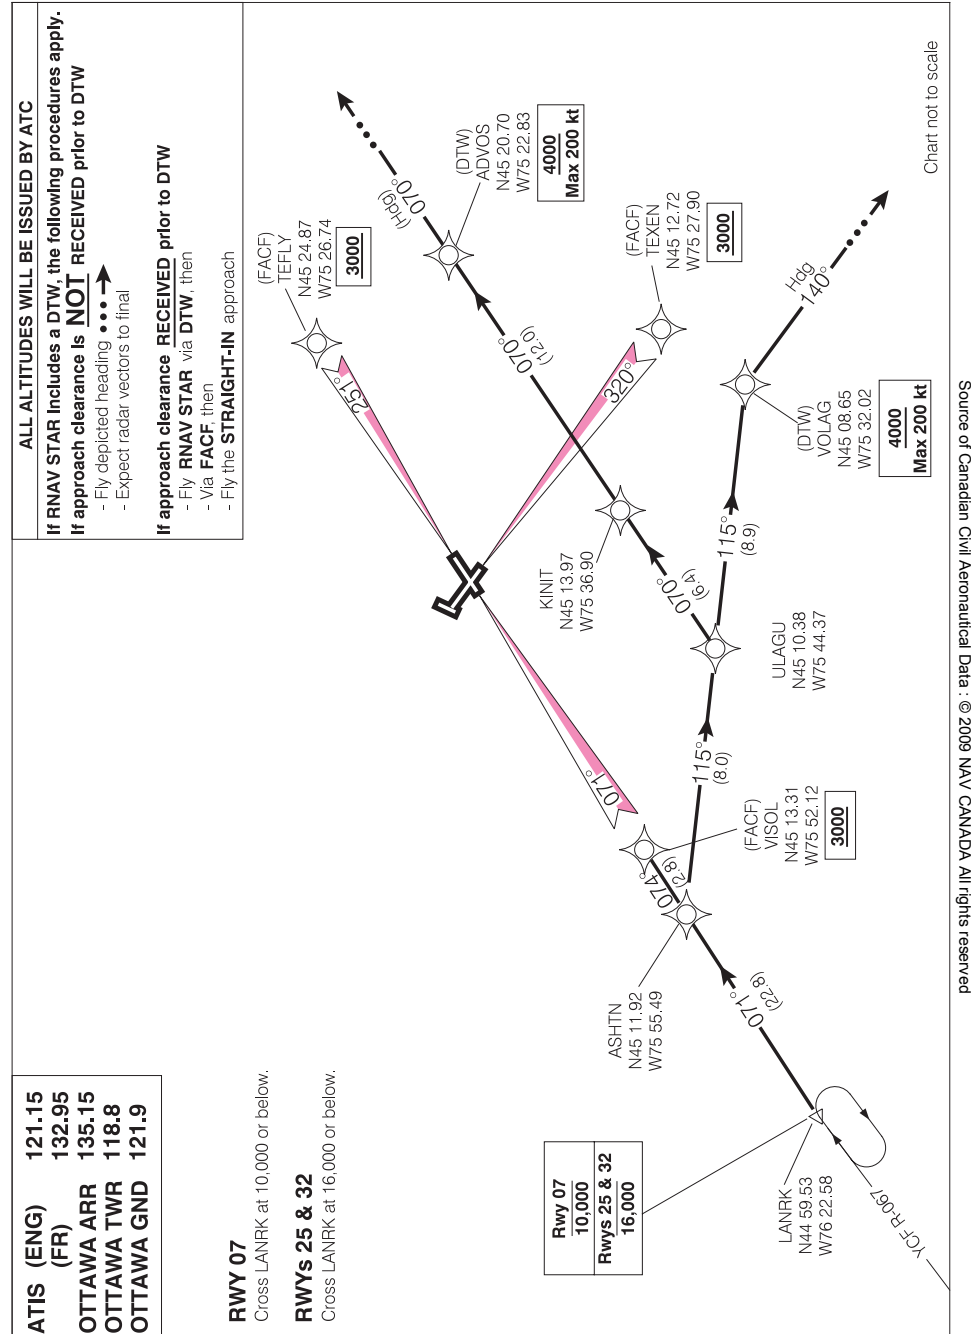 ATIS (ENG) 121.15
(FR) 132.95
OTTAWA ARR 135.15
OTTAWA TWR 118.8
OTTAWA GND 121.9
ALL ALTITUDES WILL BE ISSUED BY ATC
If RNAV STAR Includes a DTW, the following procedures apply.
If approach clearance Is NOT RECEIVED prior to DTW
- Fly depicted heading
- Expect radar vectors to final
If approach clearance RECEIVED prior to DTW
- Fly RNAV STAR via DTW, then
- Via FACF, then
- Fly the STRAIGHT-IN approach
RWY 07
Cross LANRK at 10,000 or below.
RWYs 25 & 32
Cross LANRK at 16,000 or below.
(FACF)
TEFLY
N45 24.87
W75 26.74
3000
251°
(Hdg)
070°
(DTW)
ADVOS
N45 20.70
W75 22.83
4000
Max 200 kt
070°
(12.0)
(FACF)
TEXEN
N45 12.72
W75 27.90
3000
320°
KINIT
N45 13.97
W75 36.90
070°
(6.4)
071°
Hdg
140°
(DTW)
VOLAG
N45 08.65
W75 32.02
4000
Max 200 kt
115°
(8.9)
ULAGU
N45 10.38
W75 44.37
115°
(8.0)
(FACF)
VISOL
N45 13.31
W75 52.12
3000
074°
(2.8)
ASHTN
N45 11.92
W75 55.49
071°
(22.8)
Rwy 07
10,000
Rwys 25 & 32
16,000
LANRK
N44 59.53
W76 22.58
YCF R-067
Chart not to scale
Source of Canadian Civil Aeronautical Data : © 2009 NAV CANADA All rights reserved